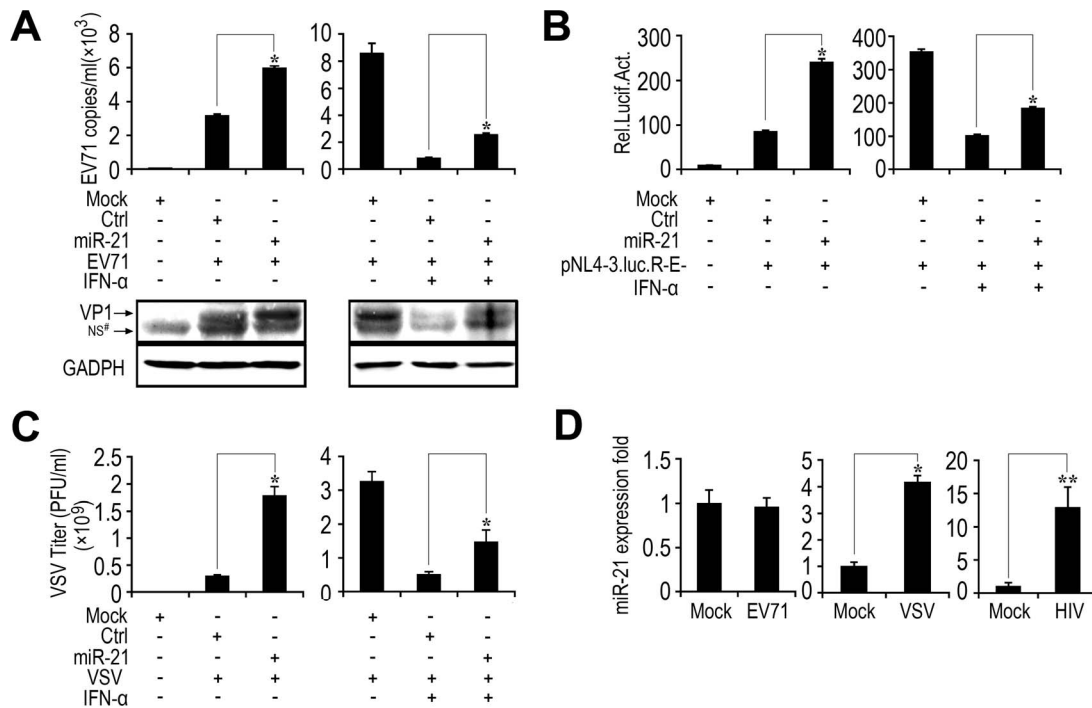 A
EV71 copies/ml(×10³)
8
6
4
2
0
10
8
6
4
2
0
*
*
Mock + - - + - -
Ctrl - + - - + -
miR-21 - - + - - +
EV71 - + + + + +
IFN-α - - - - + +
VP1
NS#
GADPH
B
Rel.Lucif.Act.
300
200
100
0
400
300
200
100
0
*
*
Mock + - - + - -
Ctrl - + - - + -
miR-21 - - + - - +
pNL4-3.luc.R-E- - + + + + +
IFN-α - - - - + +
C
VSV Titer (PFU/ml)
(×10⁹)
2.5
2
1.5
1
0.5
0
4
3
2
1
0
*
*
Mock + - - + - -
Ctrl - + - - + -
miR-21 - - + - - +
VSV - + + + + +
IFN-α - - - - + +
D
miR-21 expression fold
1.5
1
0.5
0
Mock EV71
5
4
3
2
1
0
*
Mock VSV
20
15
10
5
0
**
Mock HIV